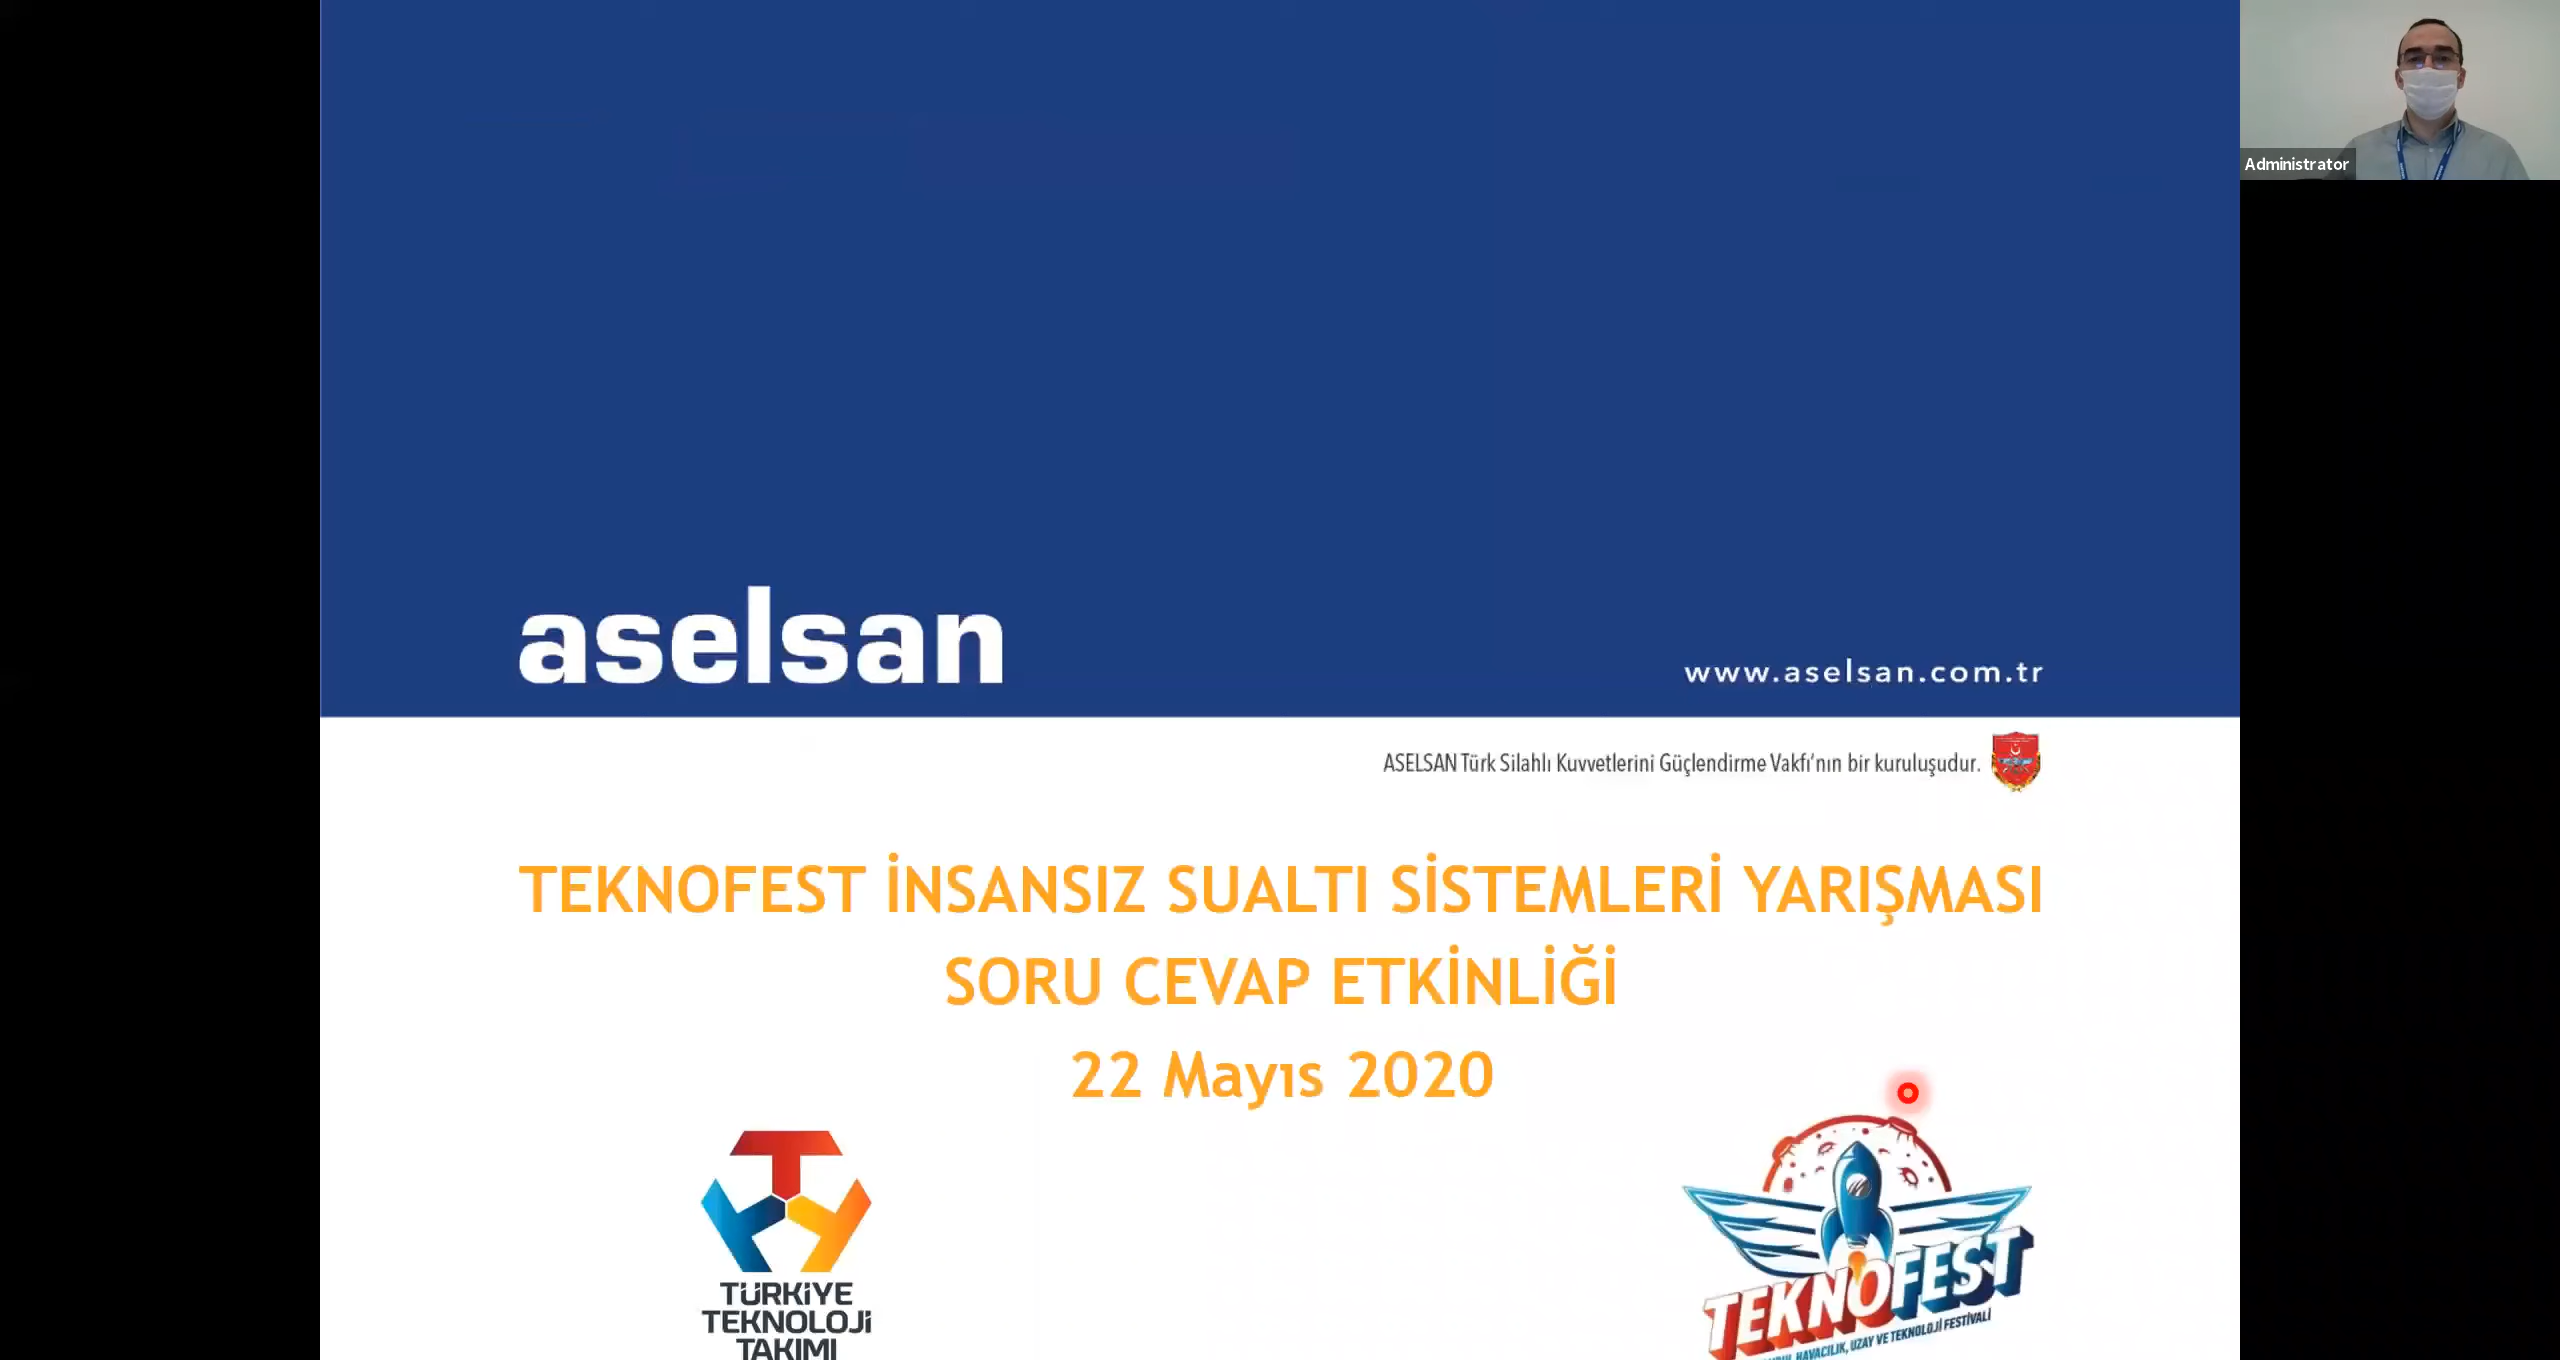 Administrator
aselsan
www.aselsan.com.tr
ASELSAN Türk Silahlı Kuvvetlerini Güçlendirme Vakfı'nın bir kuruluşudur.
TEKNOFEST İNSANSIZ SUALTI SİSTEMLERİ YARIŞMASI
SORU CEVAP ETKİNLİĞİ
22 Mayıs 2020
TÜRKİYE
TEKNOLOJİ
TAKIMI
TEKNOFEST
HAVACILIK, UZAY VE TEKNOLOJİ FESTİVALİ